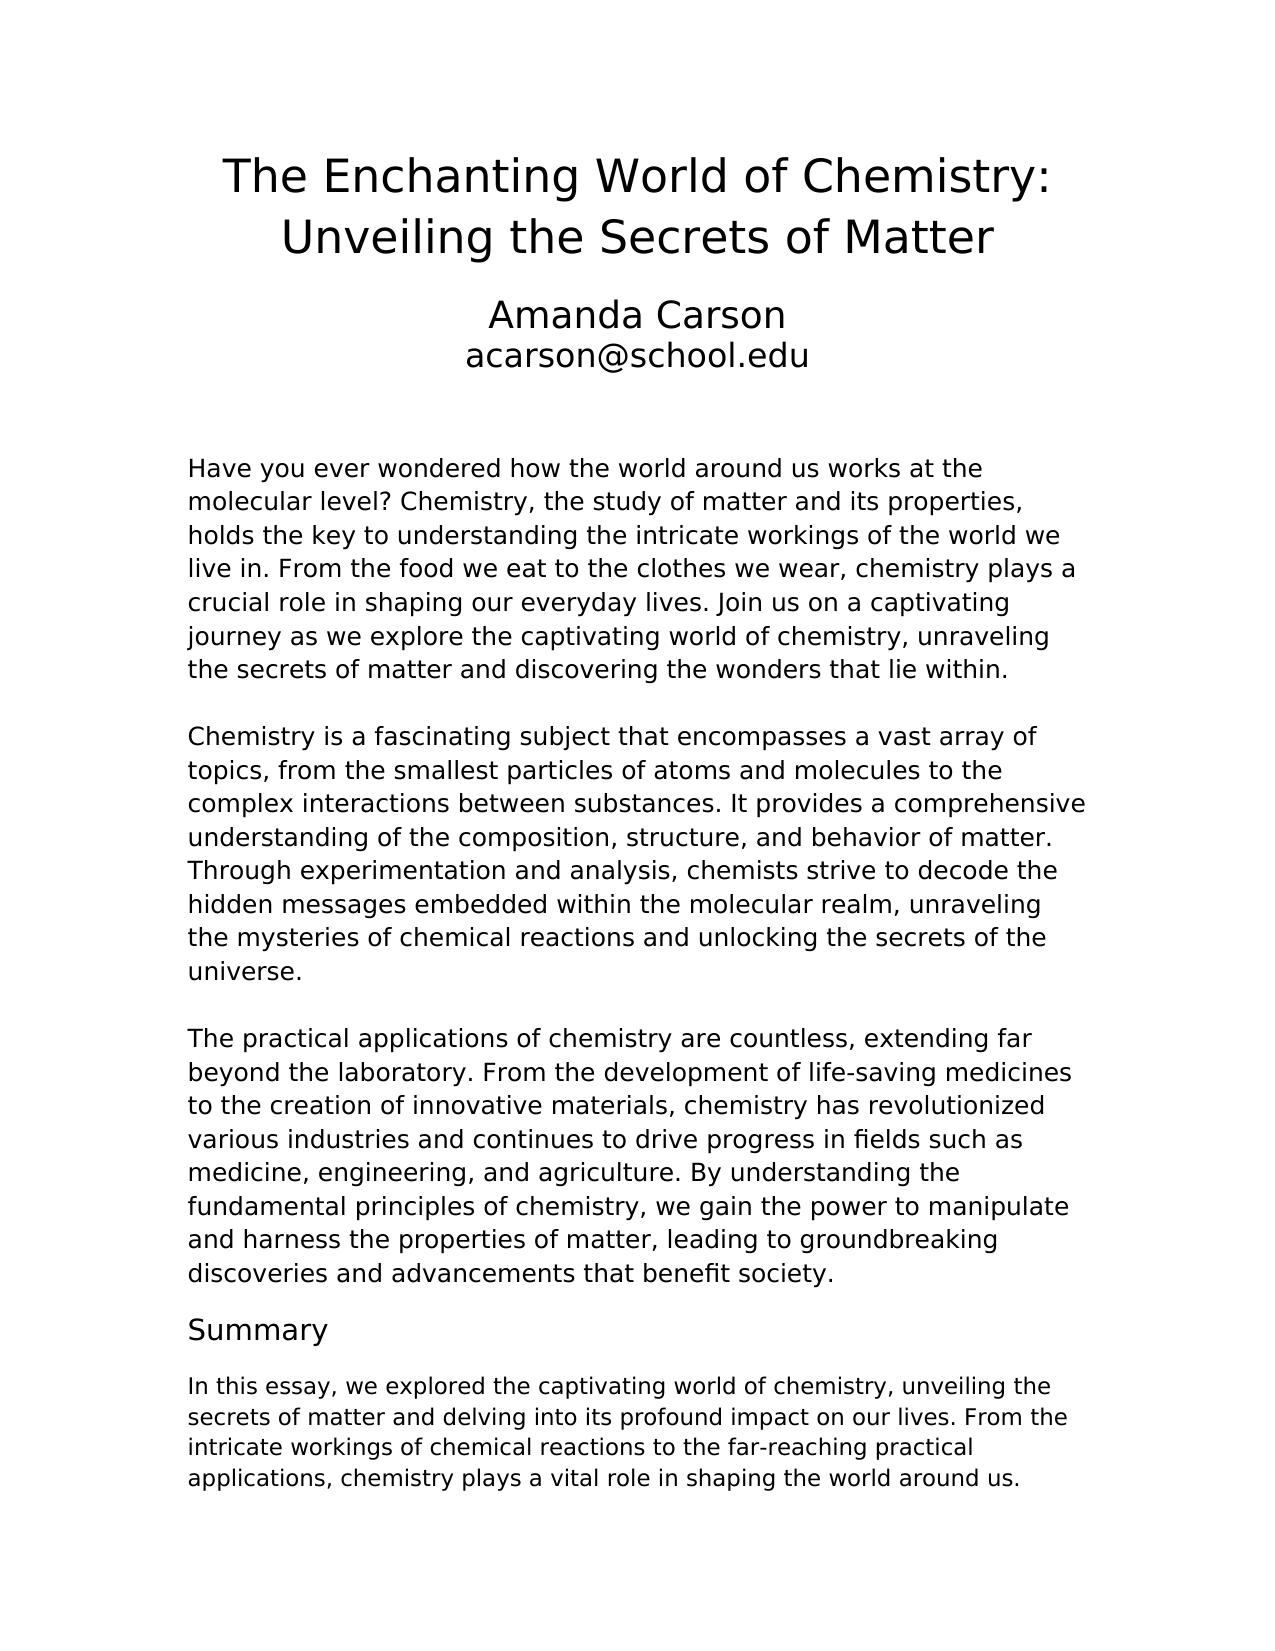 The Enchanting World of Chemistry:
Unveiling the Secrets of Matter
Amanda Carson
acarson@school.edu
Have you ever wondered how the world around us works at the
molecular level? Chemistry, the study of matter and its properties,
holds the key to understanding the intricate workings of the world we
live in. From the food we eat to the clothes we wear, chemistry plays a
crucial role in shaping our everyday lives. Join us on a captivating
journey as we explore the captivating world of chemistry, unraveling
the secrets of matter and discovering the wonders that lie within.
Chemistry is a fascinating subject that encompasses a vast array of
topics, from the smallest particles of atoms and molecules to the
complex interactions between substances. It provides a comprehensive
understanding of the composition, structure, and behavior of matter.
Through experimentation and analysis, chemists strive to decode the
hidden messages embedded within the molecular realm, unraveling
the mysteries of chemical reactions and unlocking the secrets of the
universe.
The practical applications of chemistry are countless, extending far
beyond the laboratory. From the development of life-saving medicines
to the creation of innovative materials, chemistry has revolutionized
various industries and continues to drive progress in fields such as
medicine, engineering, and agriculture. By understanding the
fundamental principles of chemistry, we gain the power to manipulate
and harness the properties of matter, leading to groundbreaking
discoveries and advancements that benefit society.
Summary
In this essay, we explored the captivating world of chemistry, unveiling the
secrets of matter and delving into its profound impact on our lives. From the
intricate workings of chemical reactions to the far-reaching practical
applications, chemistry plays a vital role in shaping the world around us.